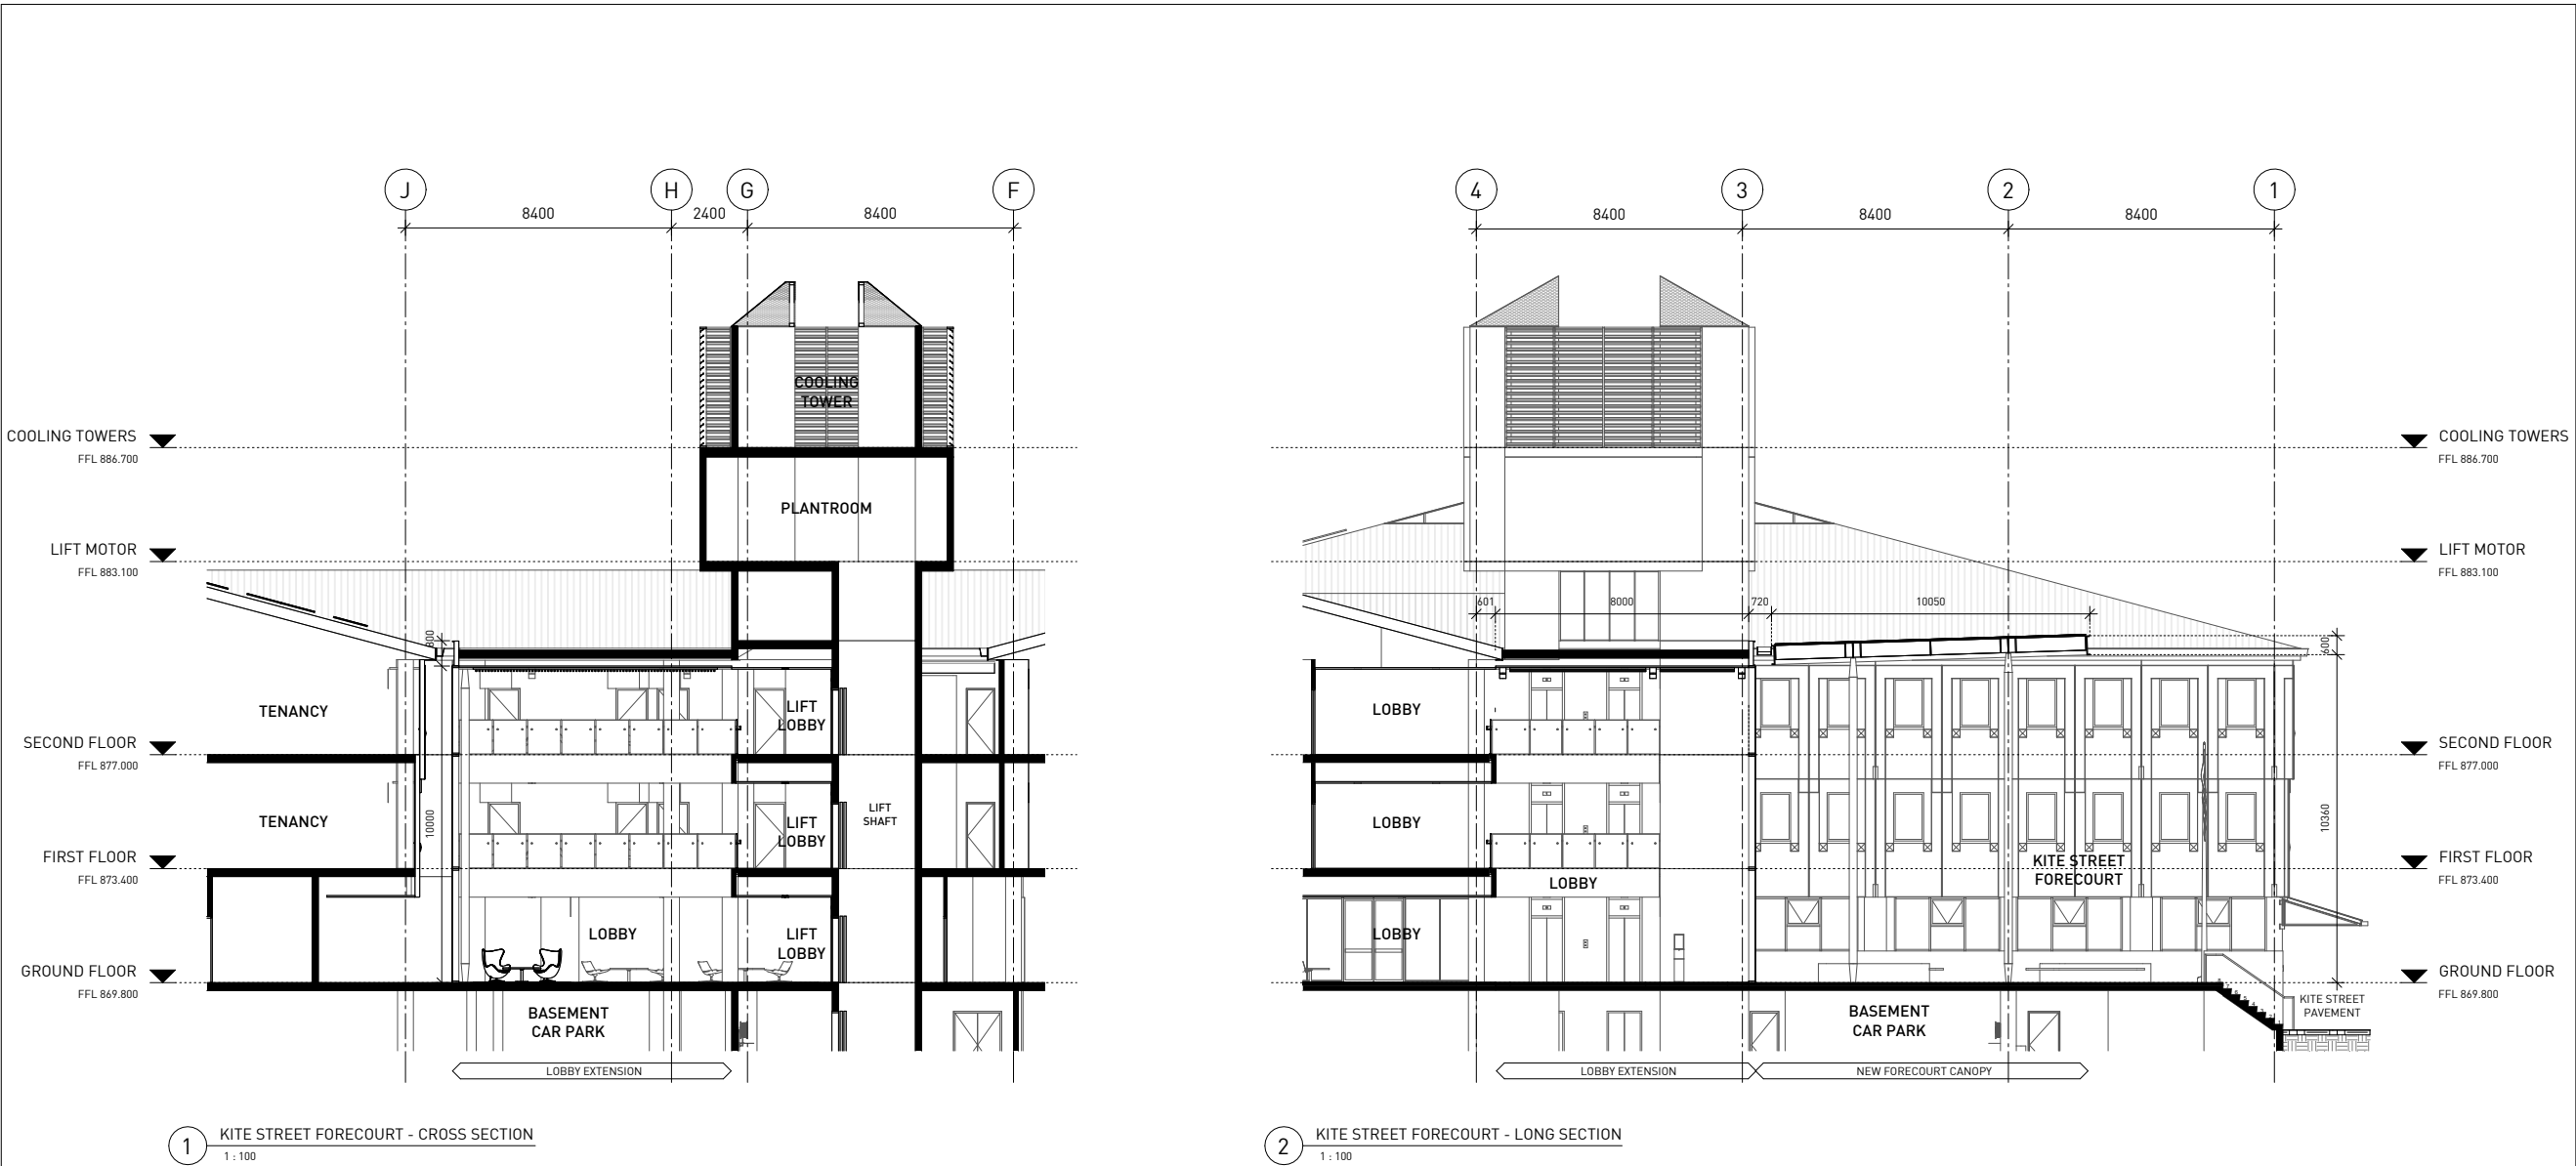 J
H
G
F
8400
2400
8400
COOLING
TOWER
COOLING TOWERS
FFL 886.700
PLANTROOM
LIFT MOTOR
FFL 883.100
800
TENANCY
LIFT
LOBBY
SECOND FLOOR
FFL 877.000
TENANCY
10000
LIFT
LOBBY
LIFT
SHAFT
FIRST FLOOR
FFL 873.400
LOBBY
LIFT
LOBBY
GROUND FLOOR
FFL 869.800
BASEMENT
CAR PARK
LOBBY EXTENSION
1
KITE STREET FORECOURT - CROSS SECTION
1 : 100
4
3
2
1
8400
8400
8400
COOLING TOWERS
FFL 886.700
LIFT MOTOR
FFL 883.100
601
8000
720
10050
600
LOBBY
SECOND FLOOR
FFL 877.000
LOBBY
10360
KITE STREET
FORECOURT
FIRST FLOOR
FFL 873.400
LOBBY
LOBBY
GROUND FLOOR
FFL 869.800
KITE STREET
PAVEMENT
BASEMENT
CAR PARK
LOBBY EXTENSION
NEW FORECOURT CANOPY
2
KITE STREET FORECOURT - LONG SECTION
1 : 100